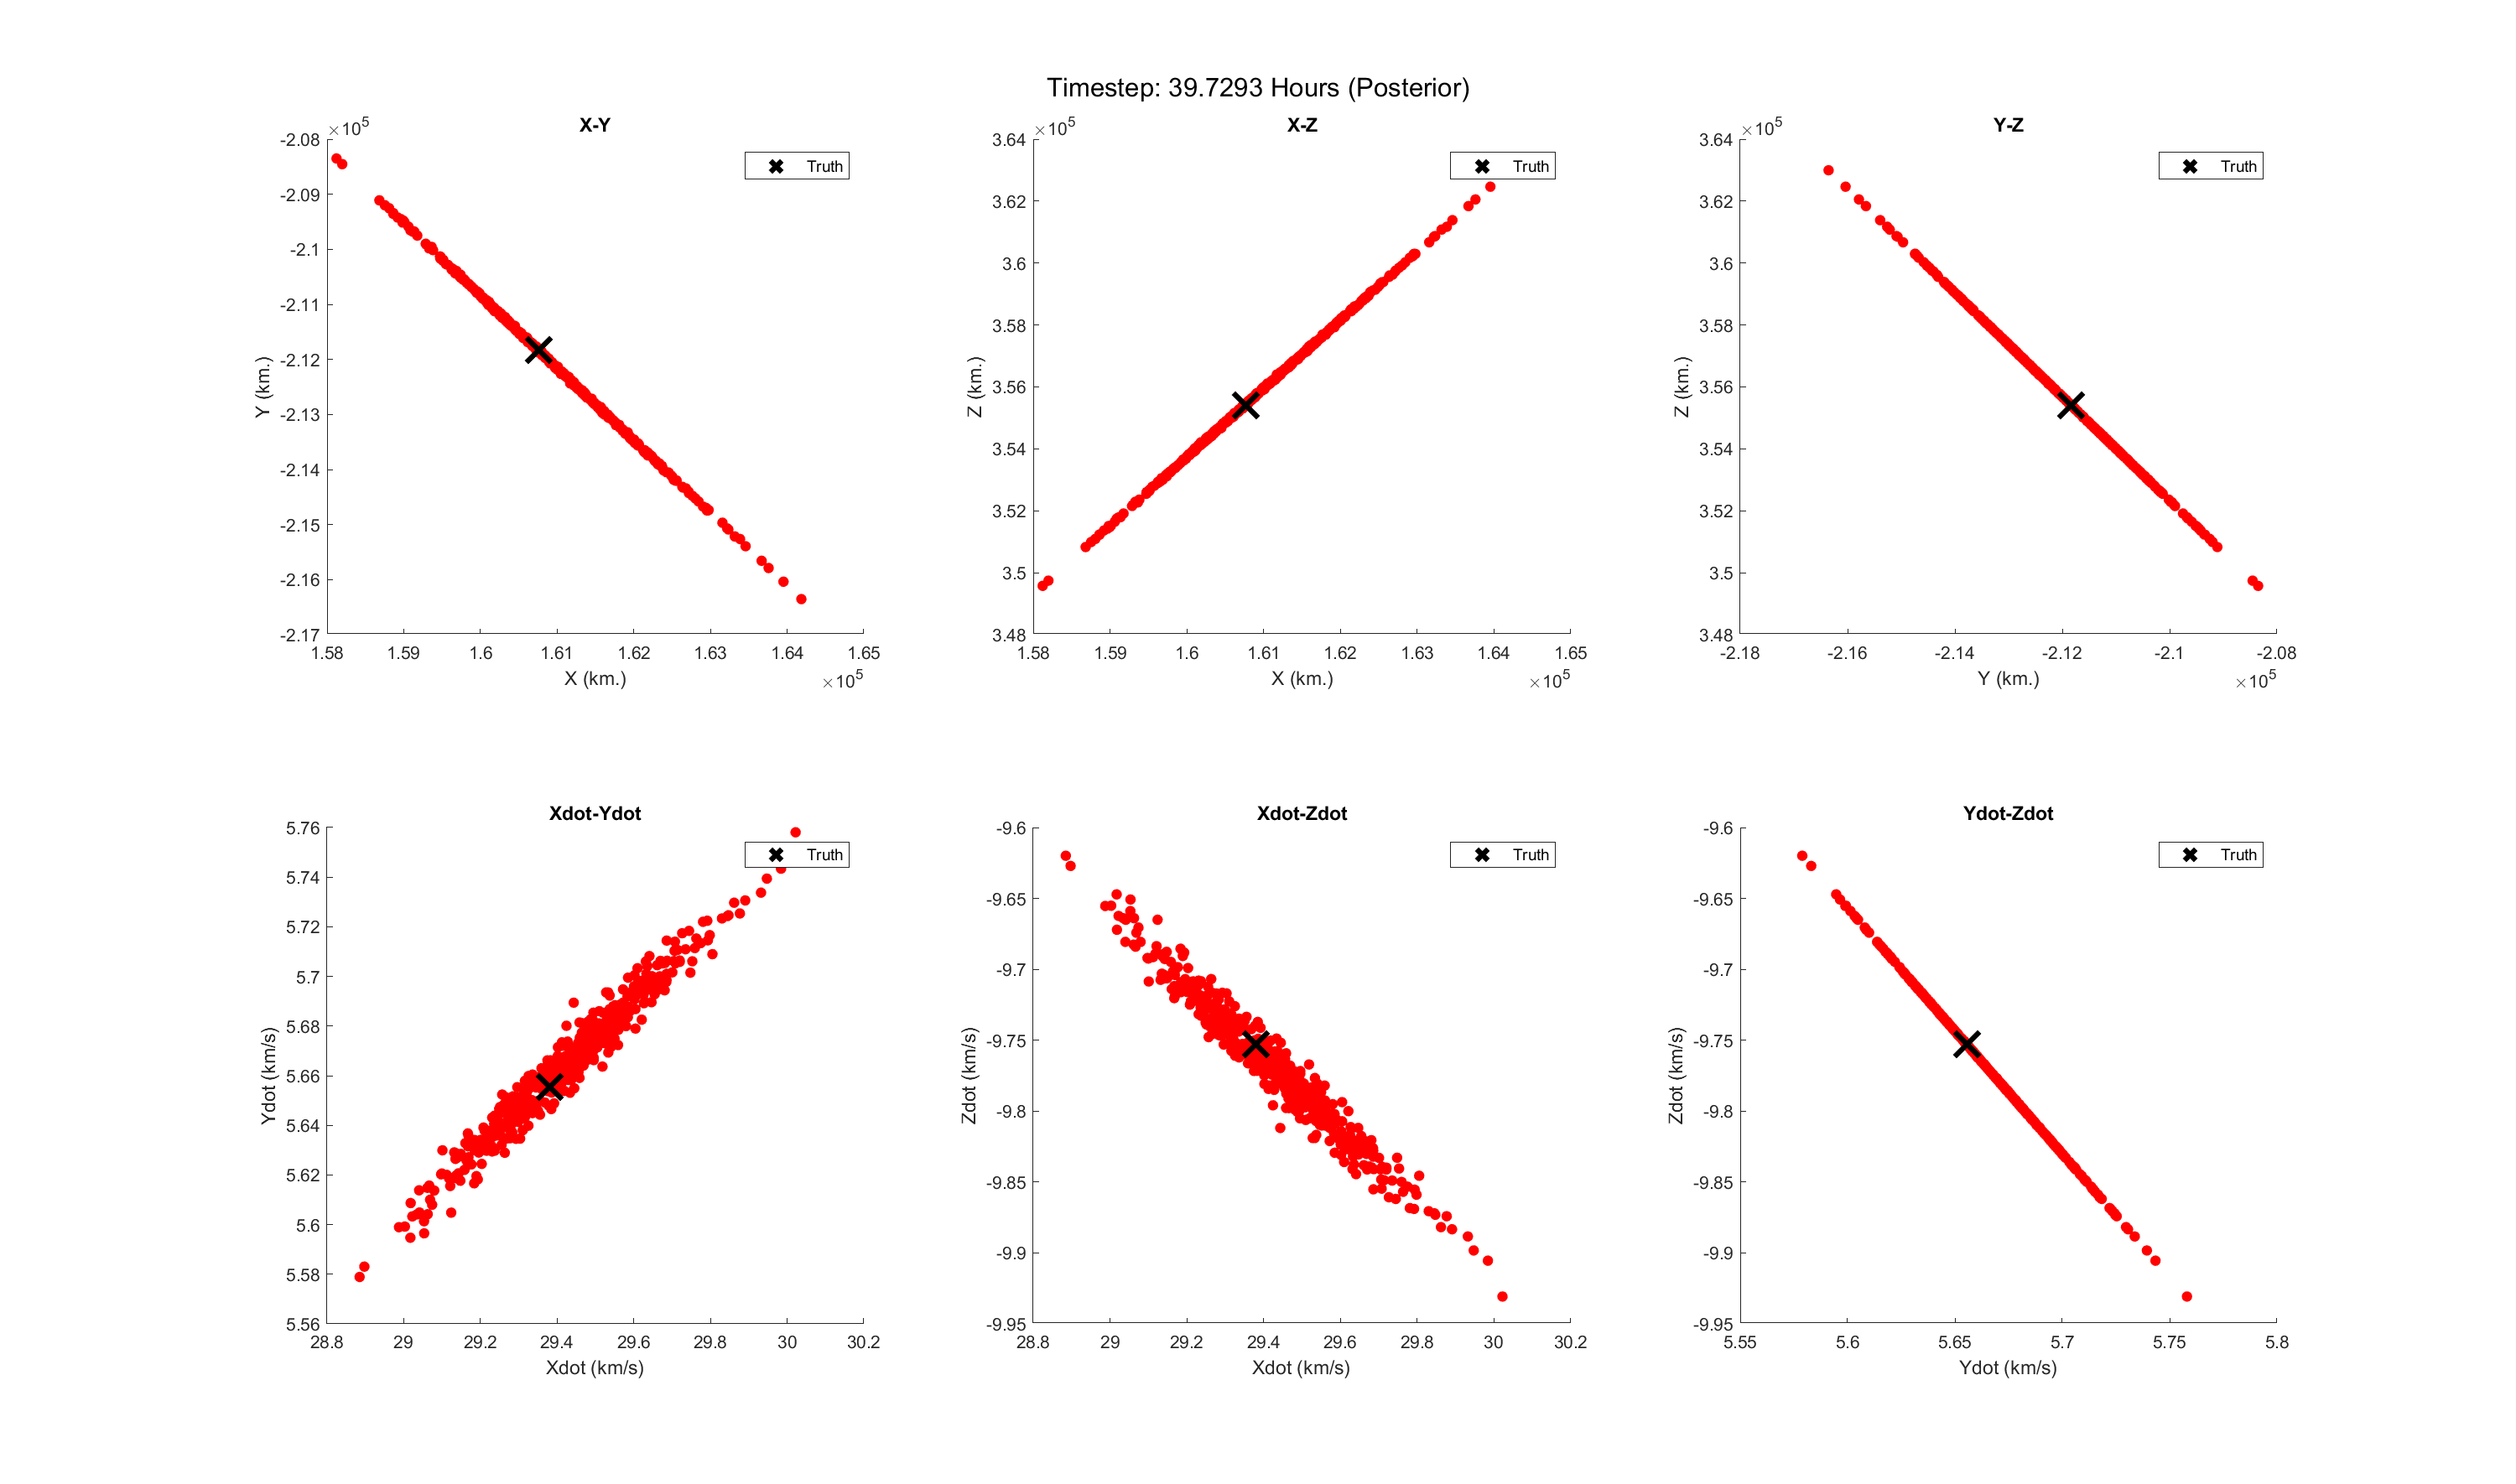 Timestep: 39.7293 Hours (Posterior)
X-Y
×10^5
-2.08
-2.09
-2.1
-2.11
-2.12
-2.13
-2.14
-2.15
-2.16
-2.17
Y (km.)
Truth
1.58 1.59 1.6 1.61 1.62 1.63 1.64 1.65
X (km.)
×10^5
X-Z
×10^5
3.64
3.62
3.6
3.58
3.56
3.54
3.52
3.5
3.48
Z (km.)
Truth
1.58 1.59 1.6 1.61 1.62 1.63 1.64 1.65
X (km.)
×10^5
Y-Z
×10^5
3.64
3.62
3.6
3.58
3.56
3.54
3.52
3.5
3.48
Z (km.)
Truth
-2.18 -2.16 -2.14 -2.12 -2.1 -2.08
Y (km.)
×10^5
Xdot-Ydot
5.76
5.74
5.72
5.7
5.68
5.66
5.64
5.62
5.6
5.58
5.56
Ydot (km/s)
Truth
28.8 29 29.2 29.4 29.6 29.8 30 30.2
Xdot (km/s)
Xdot-Zdot
-9.6
-9.65
-9.7
-9.75
-9.8
-9.85
-9.9
-9.95
Zdot (km/s)
Truth
28.8 29 29.2 29.4 29.6 29.8 30 30.2
Xdot (km/s)
Ydot-Zdot
-9.6
-9.65
-9.7
-9.75
-9.8
-9.85
-9.9
-9.95
Zdot (km/s)
Truth
5.55 5.6 5.65 5.7 5.75 5.8
Ydot (km/s)